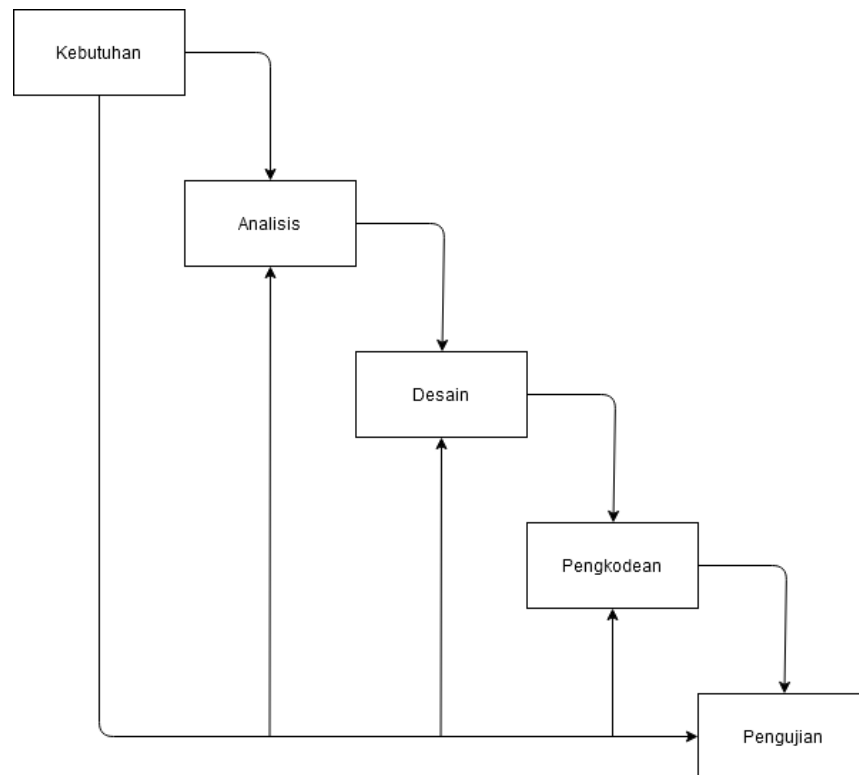 Kebutuhan
Analisis
Desain
Pengkodean
Pengujian